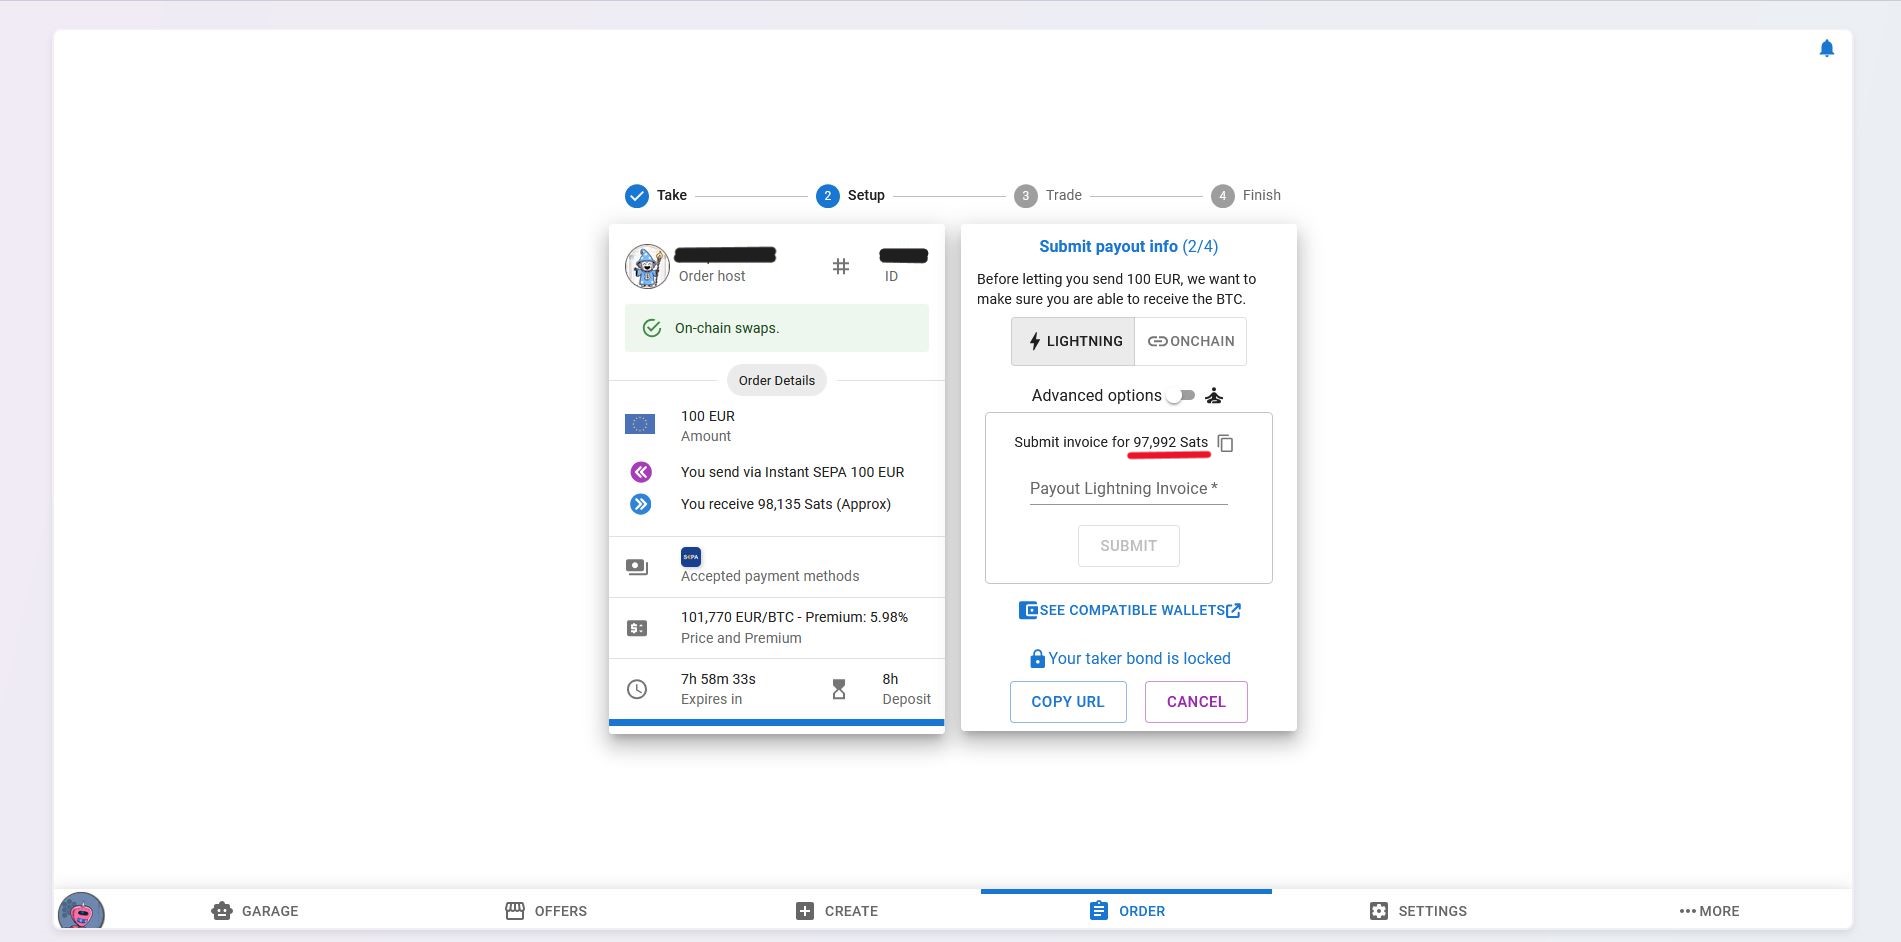 Take
2
Setup
3
Trade
4
Finish
Order host
ID
On-chain swaps.
Order Details
100 EUR
Amount
You send via Instant SEPA 100 EUR
You receive 98,135 Sats (Approx)
S€PA
Accepted payment methods
101,770 EUR/BTC - Premium: 5.98%
Price and Premium
7h 58m 33s
Expires in
8h
Deposit
Submit payout info (2/4)
Before letting you send 100 EUR, we want to
make sure you are able to receive the BTC.
LIGHTNING
ONCHAIN
Advanced options
Submit invoice for 97,992 Sats
Payout Lightning Invoice *
SUBMIT
SEE COMPATIBLE WALLETS
Your taker bond is locked
COPY URL
CANCEL
GARAGE
OFFERS
CREATE
ORDER
SETTINGS
MORE